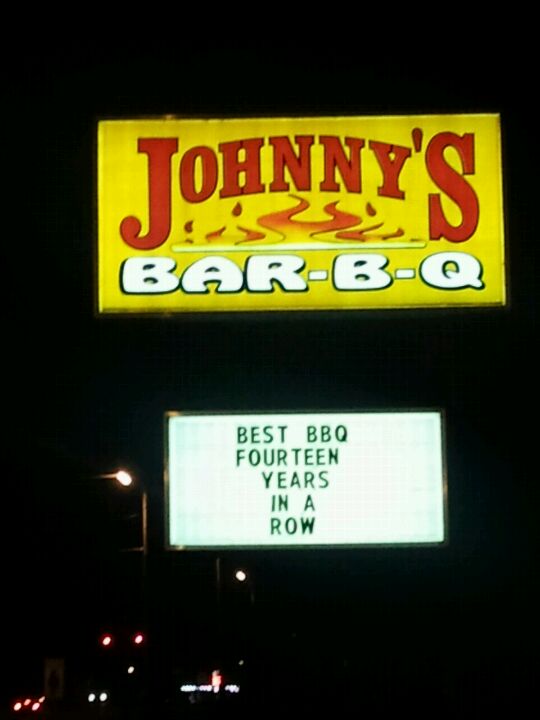 JOHNNY'S
BAR-B-Q
BEST BBQ
FOURTEEN
YEARS
IN A
ROW